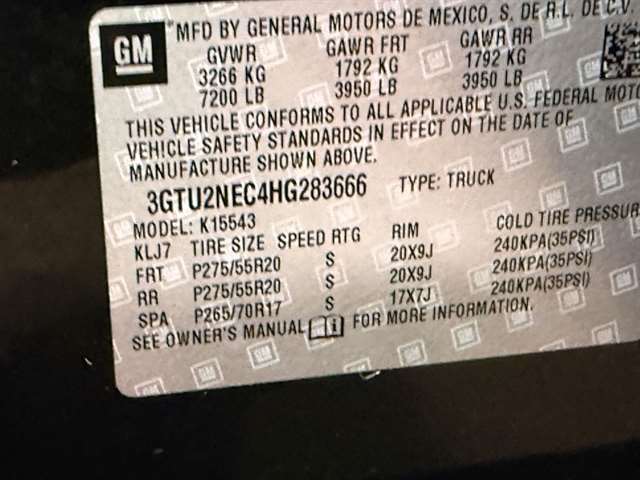 GM
MFD BY GENERAL MOTORS DE MEXICO, S. DE R.L. DE C.V.
GVWR GAWR FRT GAWR RR
3266 KG 1792 KG 1792 KG
7200 LB 3950 LB 3950 LB
THIS VEHICLE CONFORMS TO ALL APPLICABLE U.S. FEDERAL MOTO
VEHICLE SAFETY STANDARDS IN EFFECT ON THE DATE OF
MANUFACTURE SHOWN ABOVE.
3GTU2NEC4HG283666 TYPE: TRUCK
MODEL: K15543
KLJ7 TIRE SIZE SPEED RTG RIM COLD TIRE PRESSUR
FRT P275/55R20 S 20X9J 240KPA(35PSI)
RR P275/55R20 S 20X9J 240KPA(35PSI)
SPA P265/70R17 S 17X7J 240KPA(35PSI)
SEE OWNER'S MANUAL FOR MORE INFORMATION.